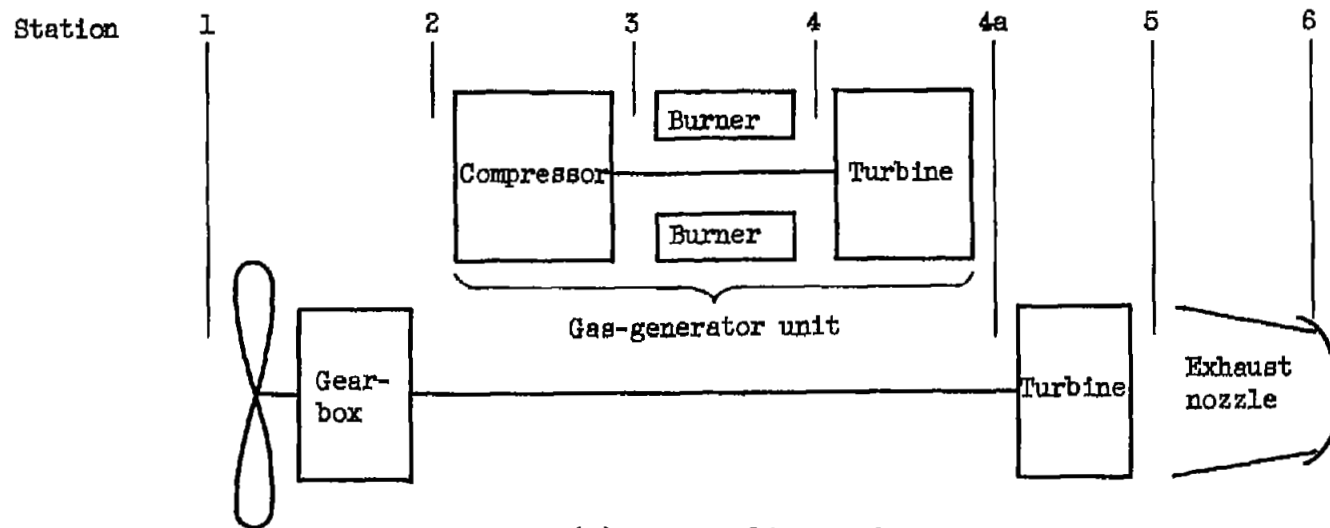 Station 1 2 3 4 4a 5 6
Burner
Compressor Turbine
Burner
Gas-generator unit
Gear-
box
Turbine
Exhaust
nozzle